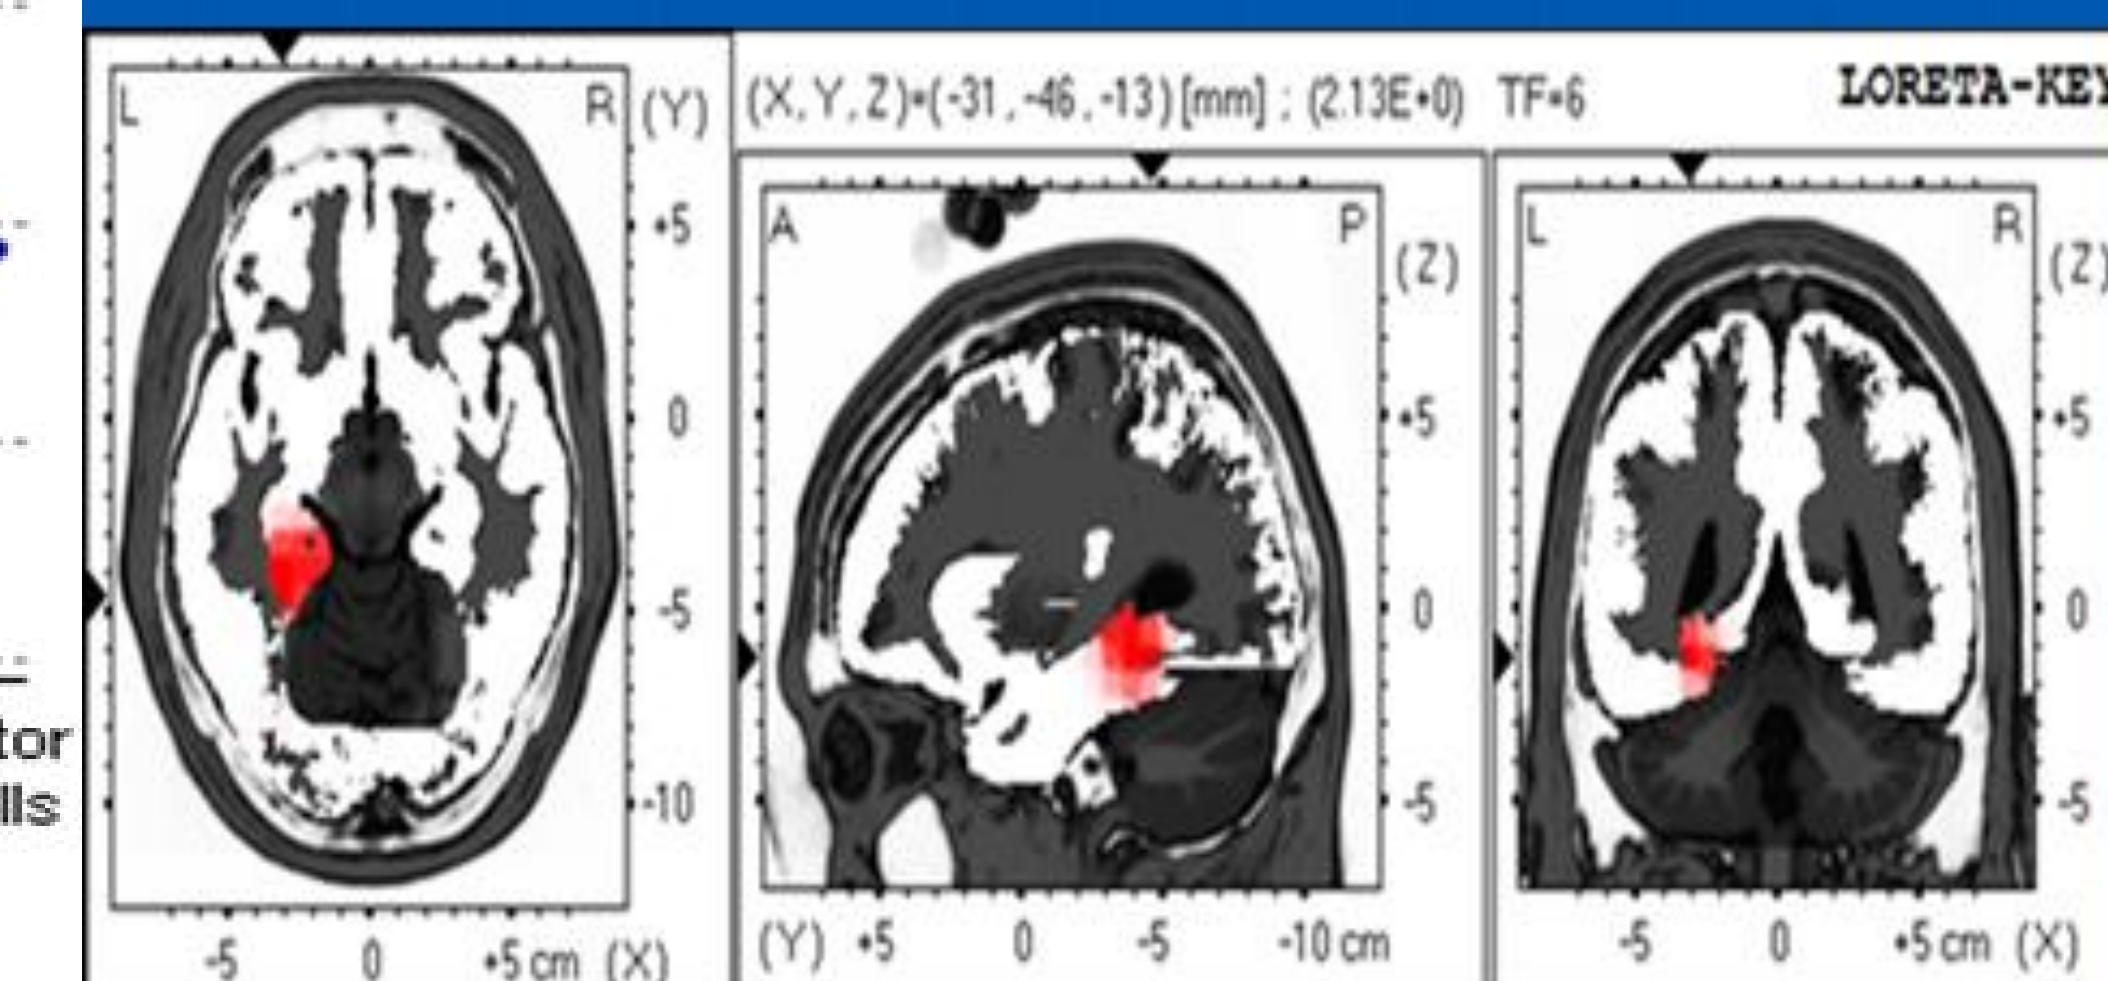 tor
lls
L R (Y)
+5
0
-5
-10
-5 0 +5 cm (X)
(X,Y,Z)=(-31,-46,-13)[mm] ; (2.13E+0) TF=6
LORETA-KEY
A P (Z)
+5
0
-5
(Y) +5 0 -5 -10 cm
L R (Z)
+5
0
-5
-5 0 +5 cm (X)